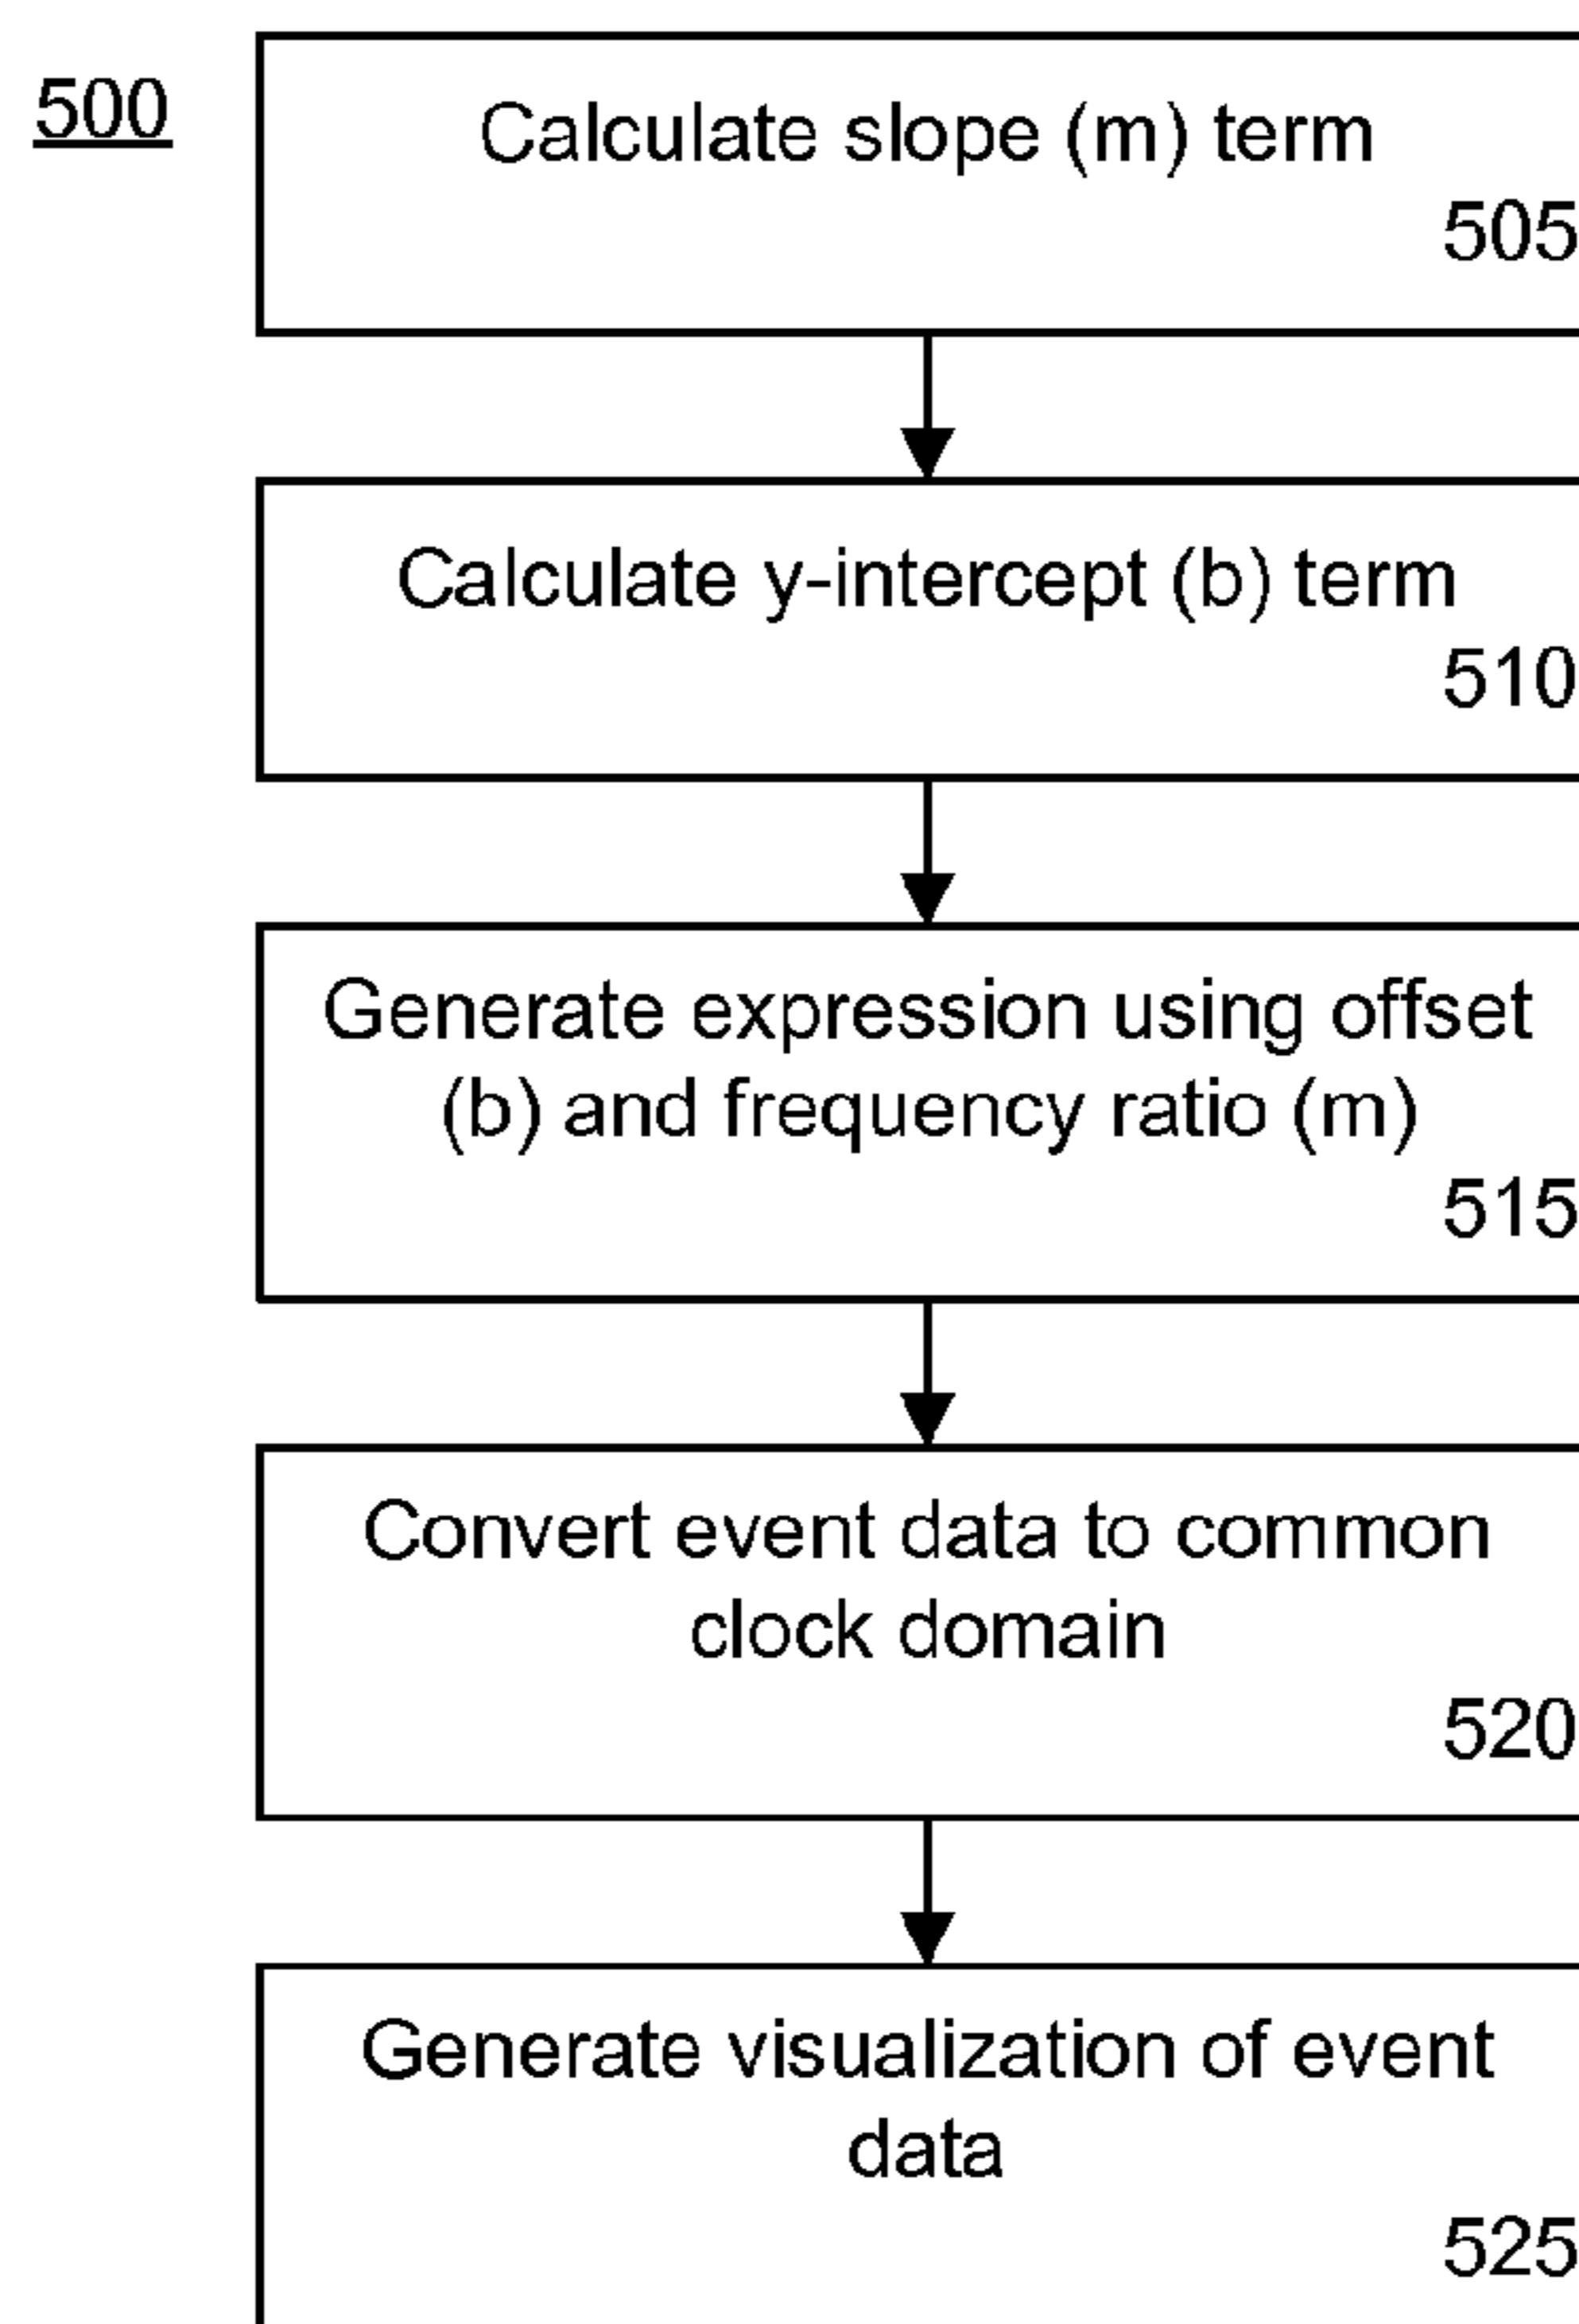 500
Calculate slope (m) term
505
Calculate y-intercept (b) term
510
Generate expression using offset
(b) and frequency ratio (m)
515
Convert event data to common
clock domain
520
Generate visualization of event
data
525